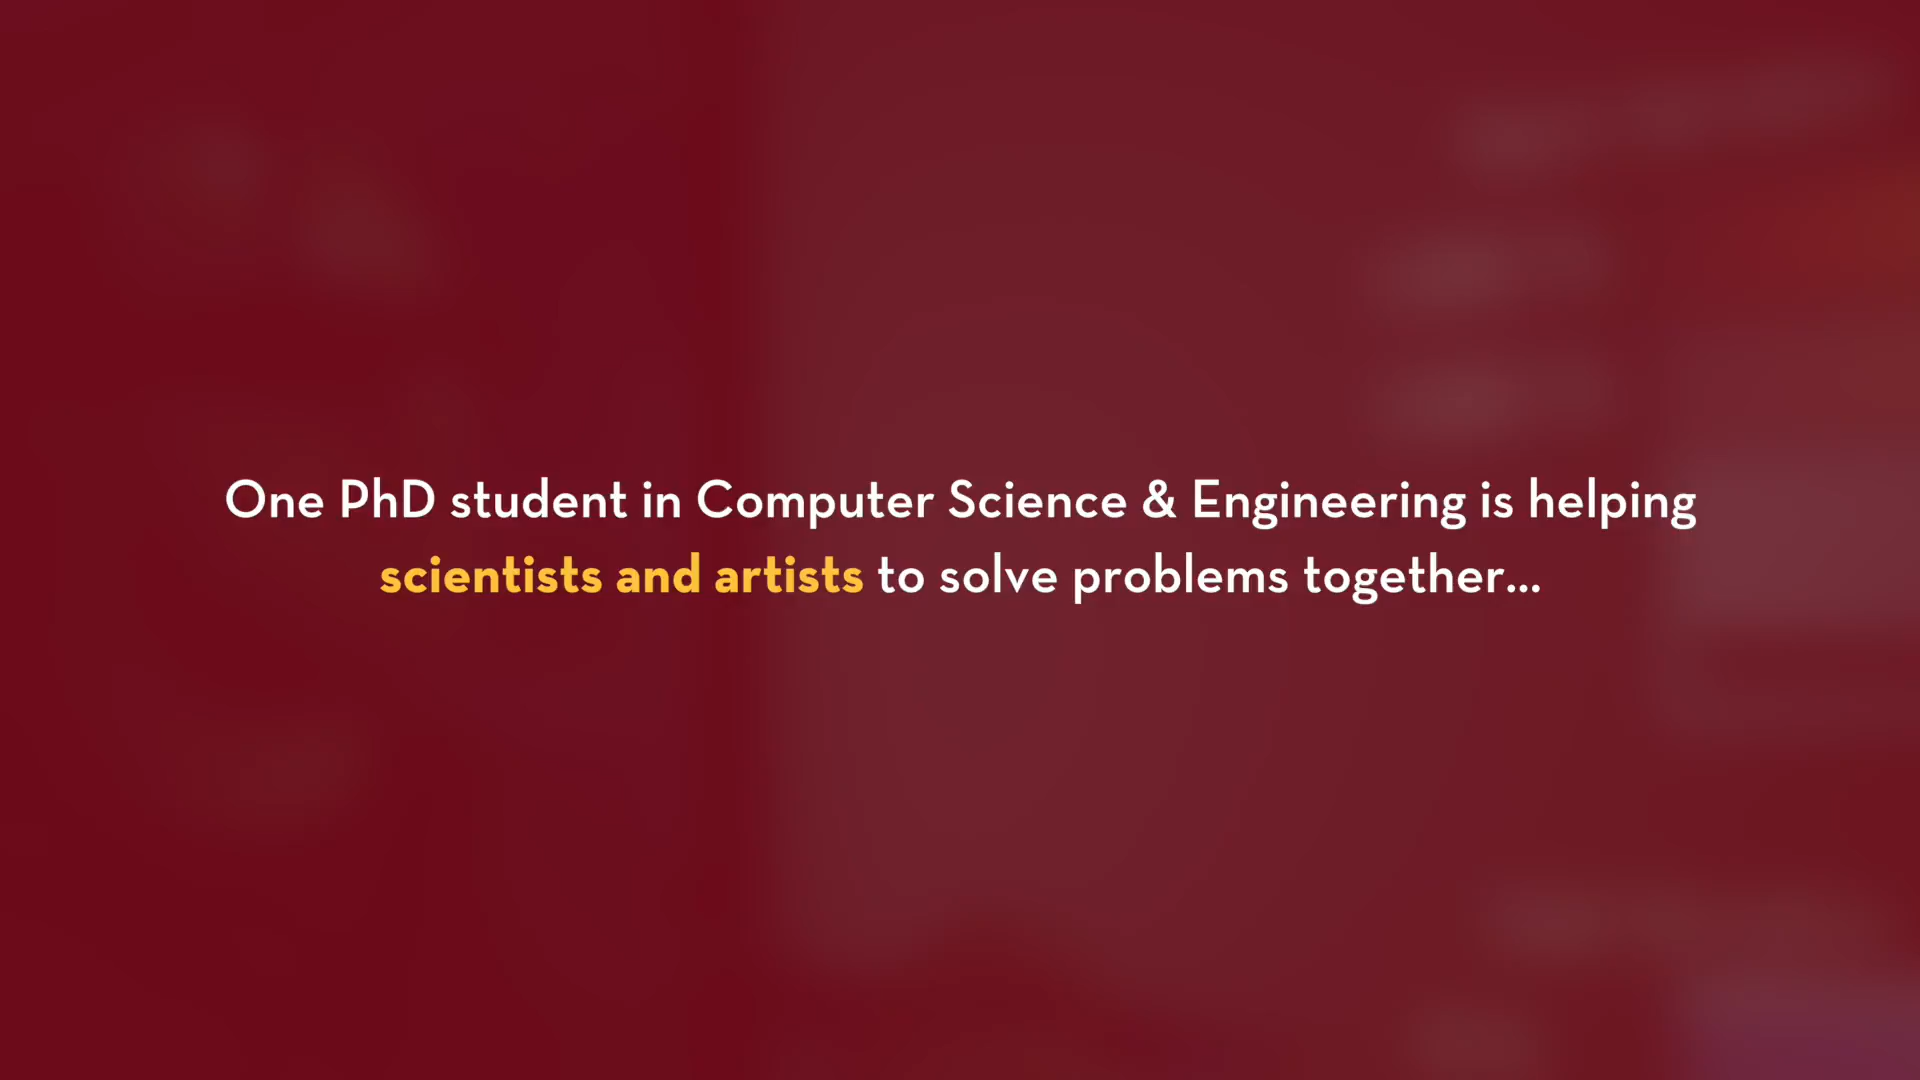 One PhD student in Computer Science & Engineering is helping
scientists and artists to solve problems together...